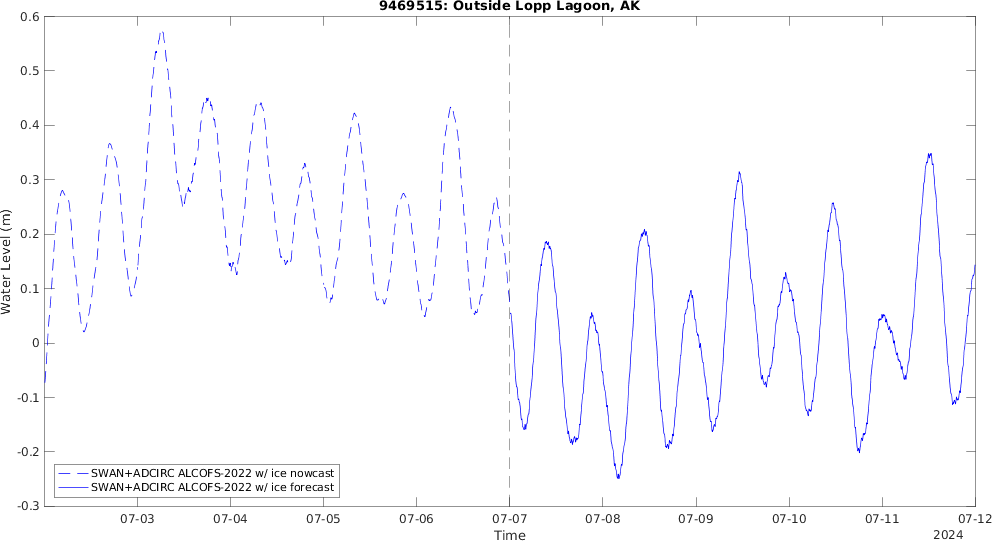 9469515: Outside Lopp Lagoon, AK
0.6
0.5
0.4
0.3
0.2
0.1
0
-0.1
-0.2
-0.3
Water Level (m)
SWAN+ADCIRC ALCOFS-2022 w/ ice nowcast
SWAN+ADCIRC ALCOFS-2022 w/ ice forecast
07-03 07-04 07-05 07-06 07-07 07-08 07-09 07-10 07-11 07-12
Time
2024